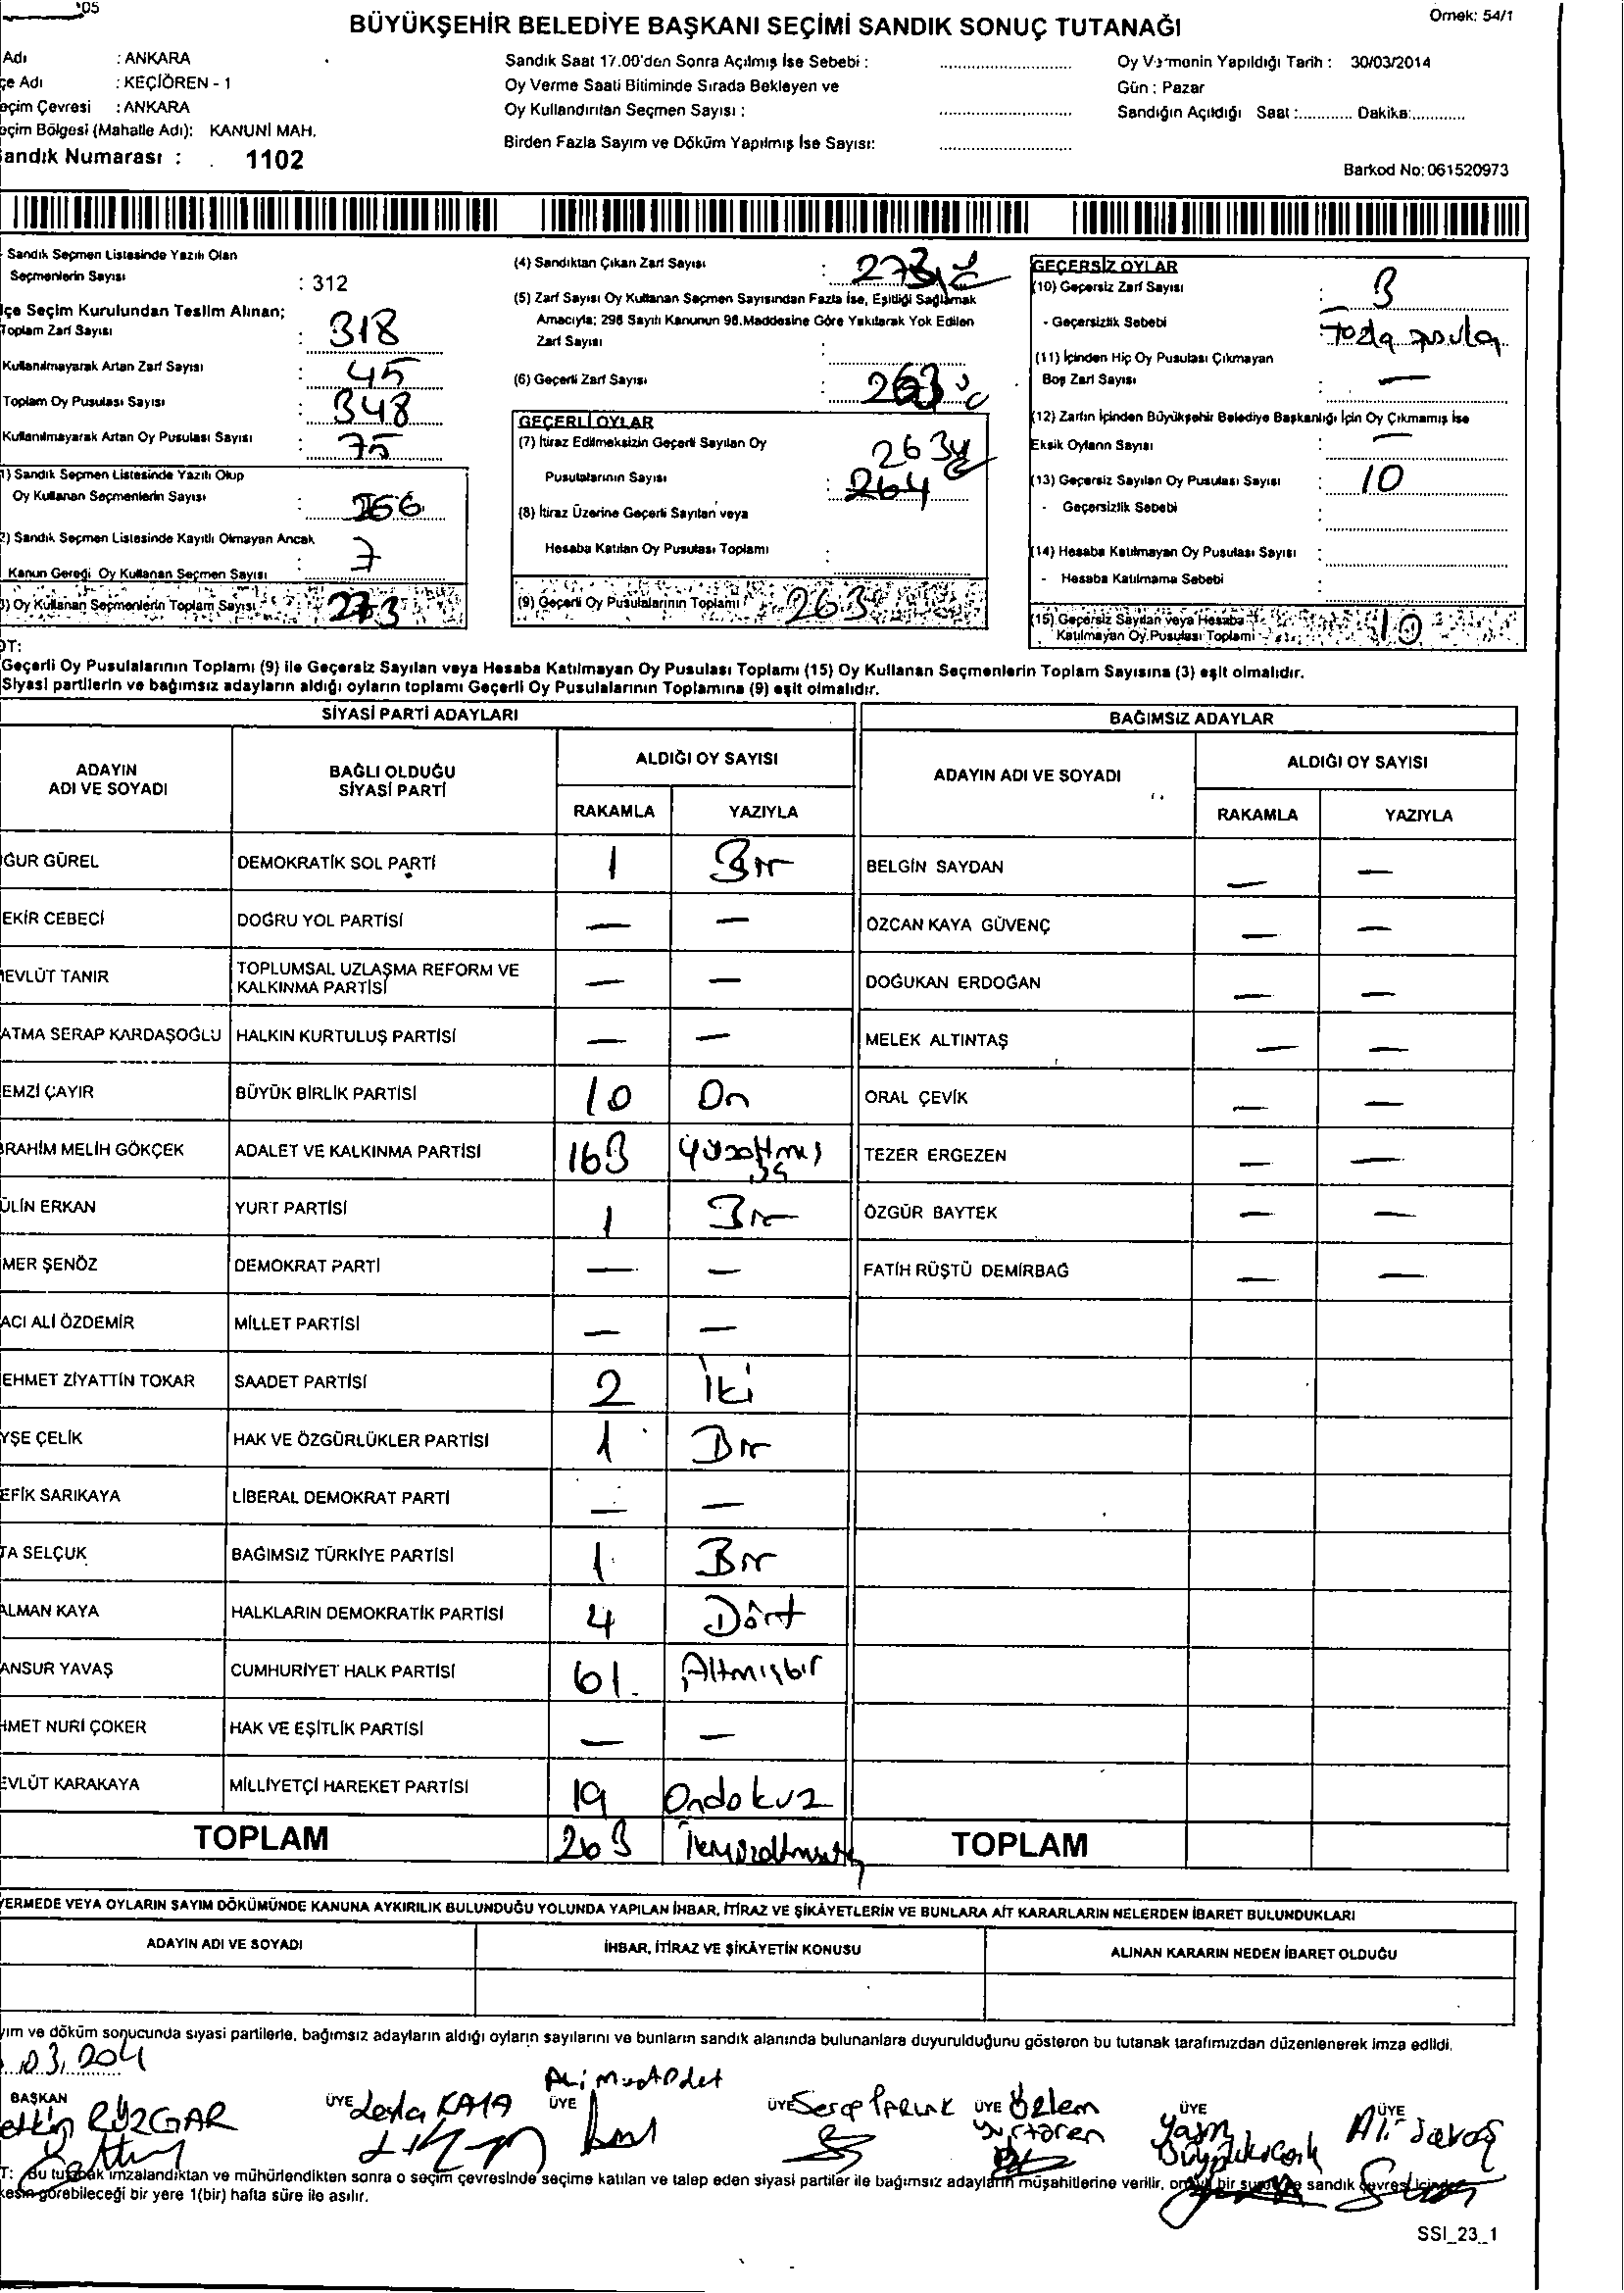 '05
BÜYÜKŞEHİR BELEDİYE BAŞKANI SEÇİMİ SANDIK SONUÇ TUTANAĞI
Örnek: 54/1
Adı : ANKARA
çe Adı : KEÇİÖREN - 1
eçim Çevresi : ANKARA
eçim Bölgesi (Mahalle Adı): KANUNİ MAH.
andık Numarası : 1102
Sandık Saat 17.00'den Sonra Açılmış İse Sebebi :
Oy Verme Saati Bitiminde Sırada Bekleyen ve
Oy Kullandırılan Seçmen Sayısı :
Birden Fazla Sayım ve Döküm Yapılmış İse Sayısı:
Oy Vermenin Yapıldığı Tarih : 30/03/2014
Gün : Pazar
Sandığın Açıldığı Saat :............ Dakika:............
Barkod No: 061520973
Sandık Seçmen Listesinde Yazılı Olan
Seçmenlerin Sayısı : 312
lçe Seçim Kurulundan Teslim Alınan;
Toplam Zarf Sayısı : 318
Kullanılmayarak Artan Zarf Sayısı : 45
Toplam Oy Pusulası Sayısı : 348
Kullanılmayarak Artan Oy Pusulası Sayısı : 75
1) Sandık Seçmen Listesinde Yazılı Olup
Oy Kullanan Seçmenlerin Sayısı : 266
2) Sandık Seçmen Listesinde Kayıtlı Olmayan Ancak
Kanun Gereği Oy Kullanan Seçmen Sayısı : 7
3) Oy Kullanan Seçmenlerin Toplam Sayısı : 273
(4) Sandıktan Çıkan Zarf Sayısı : 273
(5) Zarf Sayısı Oy Kullanan Seçmen Sayısından Fazla İse, Eşitliği Sağlamak
Amacıyla; 298 Sayılı Kanunun 98.Maddesine Göre Yakılarak Yok Edilen
Zarf Sayısı :
(6) Geçerli Zarf Sayısı : 263
GEÇERLİ OYLAR
(7) İtiraz Edilmeksizin Geçerli Sayılan Oy 263
Pusulalarının Sayısı : 264
(8) İtiraz Üzerine Geçerli Sayılan veya
Hesaba Katılan Oy Pusulası Toplamı :
(9) Geçerli Oy Pusulalarının Toplamı : 263
GEÇERSİZ OYLAR
(10) Geçersiz Zarf Sayısı : 3
- Geçersizlik Sebebi : Fazla pusula
(11) İçinden Hiç Oy Pusulası Çıkmayan
Boş Zarf Sayısı : —
(12) Zarfın İçinden Büyükşehir Belediye Başkanlığı İçin Oy Çıkmamış İse
Eksik Oyların Sayısı : —
(13) Geçersiz Sayılan Oy Pusulası Sayısı : 10
- Geçersizlik Sebebi :
(14) Hesaba Katılmayan Oy Pusulası Sayısı :
- Hesaba Katılmama Sebebi :
(15) Geçersiz Sayılan veya Hesaba
Katılmayan Oy Pusulası Toplamı : 10
OT:
Geçerli Oy Pusulalarının Toplamı (9) ile Geçersiz Sayılan veya Hesaba Katılmayan Oy Pusulası Toplamı (15) Oy Kullanan Seçmenlerin Toplam Sayısına (3) eşit olmalıdır.
Siyasi partilerin ve bağımsız adayların aldığı oyların toplamı Geçerli Oy Pusulalarının Toplamına (9) eşit olmalıdır.
SİYASİ PARTİ ADAYLARI
ADAYIN ADI VE SOYADI BAĞLI OLDUĞU SİYASİ PARTİ ALDIĞI OY SAYISI
RAKAMLA YAZIYLA
ĞUR GÜREL DEMOKRATİK SOL PARTİ 1 Bir
EKİR CEBECİ DOĞRU YOL PARTİSİ — —
MEVLÜT TANIR TOPLUMSAL UZLAŞMA REFORM VE KALKINMA PARTİSİ — —
ATMA SERAP KARDAŞOĞLU HALKIN KURTULUŞ PARTİSİ — —
EMZİ ÇAYIR BÜYÜK BİRLİK PARTİSİ 10 On
BRAHİM MELİH GÖKÇEK ADALET VE KALKINMA PARTİSİ 163 Yüzaltmış üç
ÜLİN ERKAN YURT PARTİSİ 1 Bir
MER ŞENÖZ DEMOKRAT PARTİ — —
ACI ALİ ÖZDEMİR MİLLET PARTİSİ — —
EHMET ZİYATTİN TOKAR SAADET PARTİSİ 2 İki
YŞE ÇELİK HAK VE ÖZGÜRLÜKLER PARTİSİ 1 Bir
EFİK SARIKAYA LİBERAL DEMOKRAT PARTİ — —
TA SELÇUK BAĞIMSIZ TÜRKİYE PARTİSİ 1 Bir
ALMAN KAYA HALKLARIN DEMOKRATİK PARTİSİ 4 Dört
ANSUR YAVAŞ CUMHURİYET HALK PARTİSİ 61 Altmışbir
HMET NURİ ÇOKER HAK VE EŞİTLİK PARTİSİ — —
EVLÜT KARAKAYA MİLLİYETÇİ HAREKET PARTİSİ 19 Ondokuz
TOPLAM 263
BAĞIMSIZ ADAYLAR
ADAYIN ADI VE SOYADI ALDIĞI OY SAYISI
RAKAMLA YAZIYLA
BELGİN SAYDAN — —
ÖZCAN KAYA GÜVENÇ — —
DOĞUKAN ERDOĞAN — —
MELEK ALTINTAŞ — —
ORAL ÇEVİK — —
TEZER ERGEZEN — —
ÖZGÜR BAYTEK — —
FATİH RÜŞTÜ DEMİRBAĞ — —
TOPLAM
VERMEDE VEYA OYLARIN SAYIM DÖKÜMÜNDE KANUNA AYKIRILIK BULUNDUĞU YOLUNDA YAPILAN İHBAR, İTİRAZ VE ŞİKÂYETLERİN VE BUNLARA AİT KARARLARIN NELERDEN İBARET BULUNDUKLARI
ADAYIN ADI VE SOYADI İHBAR, İTİRAZ VE ŞİKÂYETİN KONUSU ALINAN KARARIN NEDEN İBARET OLDUĞU
yım ve döküm sonucunda siyasi partilerle, bağımsız adayların aldığı oyların sayılarını ve bunların sandık alanında bulunanlara duyurulduğunu gösteren bu tutanak tarafımızdan düzenlenerek imza edildi.
BAŞKAN RÜZGAR
ÜYE Leyla KAYA
ÜYE
ÜYE Serap
ÜYE Özlem
ÜYE Yasin
ÜYE Ali Savaş
T: Bu tutanak imzalandıktan ve mühürlendikten sonra o seçim çevresinde seçime katılan ve talep eden siyasi partiler ile bağımsız adayların müşahitlerine verilir, bir sandık çevresi içinde
kesin görebileceği bir yere 1(bir) hafta süre ile asılır.
SSI_23_1